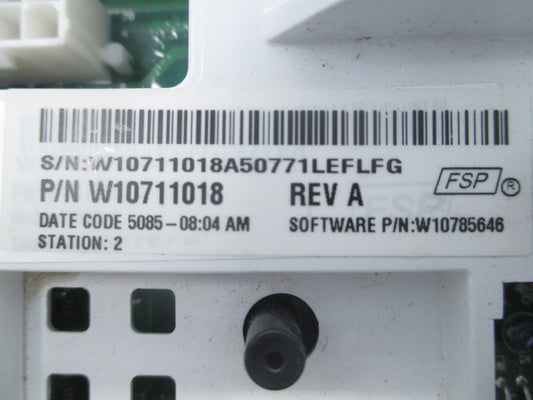 S/N:W10711018A50771LEFLFG
P/N W10711018 REV A FSP ®
DATE CODE 5085-08:04 AM SOFTWARE P/N:W10785646
STATION: 2